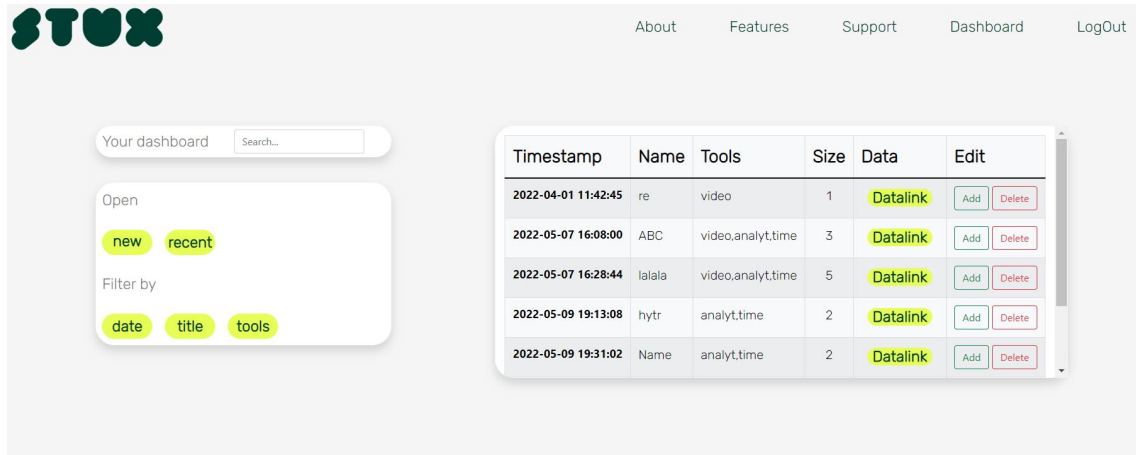 STUX About Features Support Dashboard LogOut
Your dashboard Search...
Open
new recent
Filter by
date title tools
Timestamp Name Tools Size Data Edit
2022-04-01 11:42:45 re video 1 Datalink Add Delete
2022-05-07 16:08:00 ABC video,analyt,time 3 Datalink Add Delete
2022-05-07 16:28:44 lalala video,analyt,time 5 Datalink Add Delete
2022-05-09 19:13:08 hytr analyt,time 2 Datalink Add Delete
2022-05-09 19:31:02 Name analyt,time 2 Datalink Add Delete